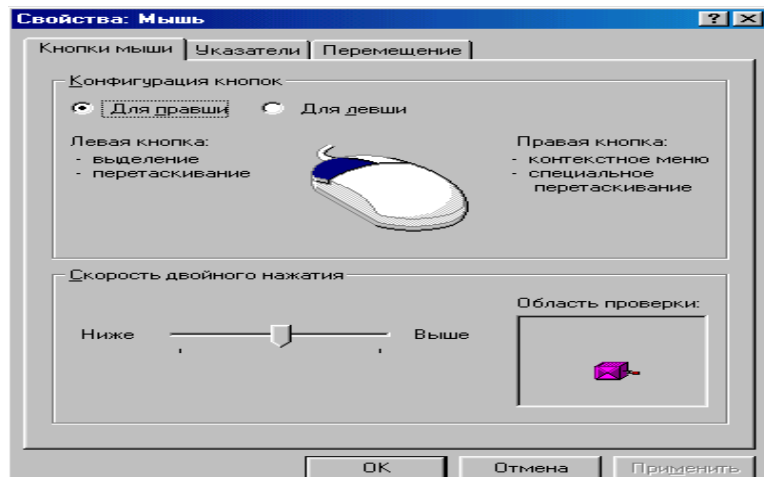 Свойства: Мышь
Кнопки мыши Указатели Перемещение
Конфигурация кнопок
Для правши Для левши
Левая кнопка:
- выделение
- перетаскивание
Правая кнопка:
- контекстное меню
- специальное
перетаскивание
Скорость двойного нажатия
Область проверки:
Ниже Выше
OK Отмена Применить